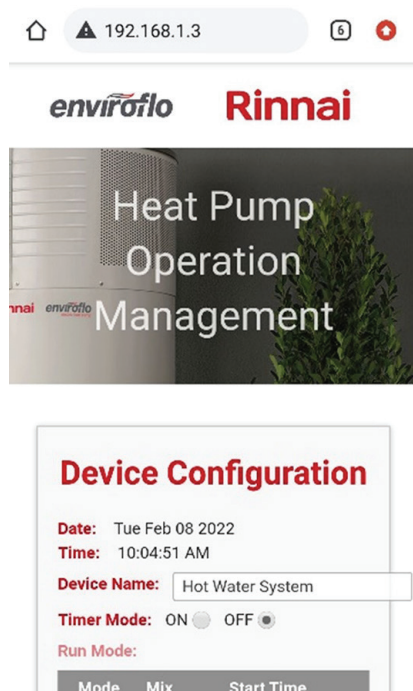 192.168.1.3 6
enviroflo Rinnai
Heat Pump
Operation
Management
nnai enviroflo
Device Configuration
Date: Tue Feb 08 2022
Time: 10:04:51 AM
Device Name: Hot Water System
Timer Mode: ON OFF
Run Mode:
Mode Mix Start Time